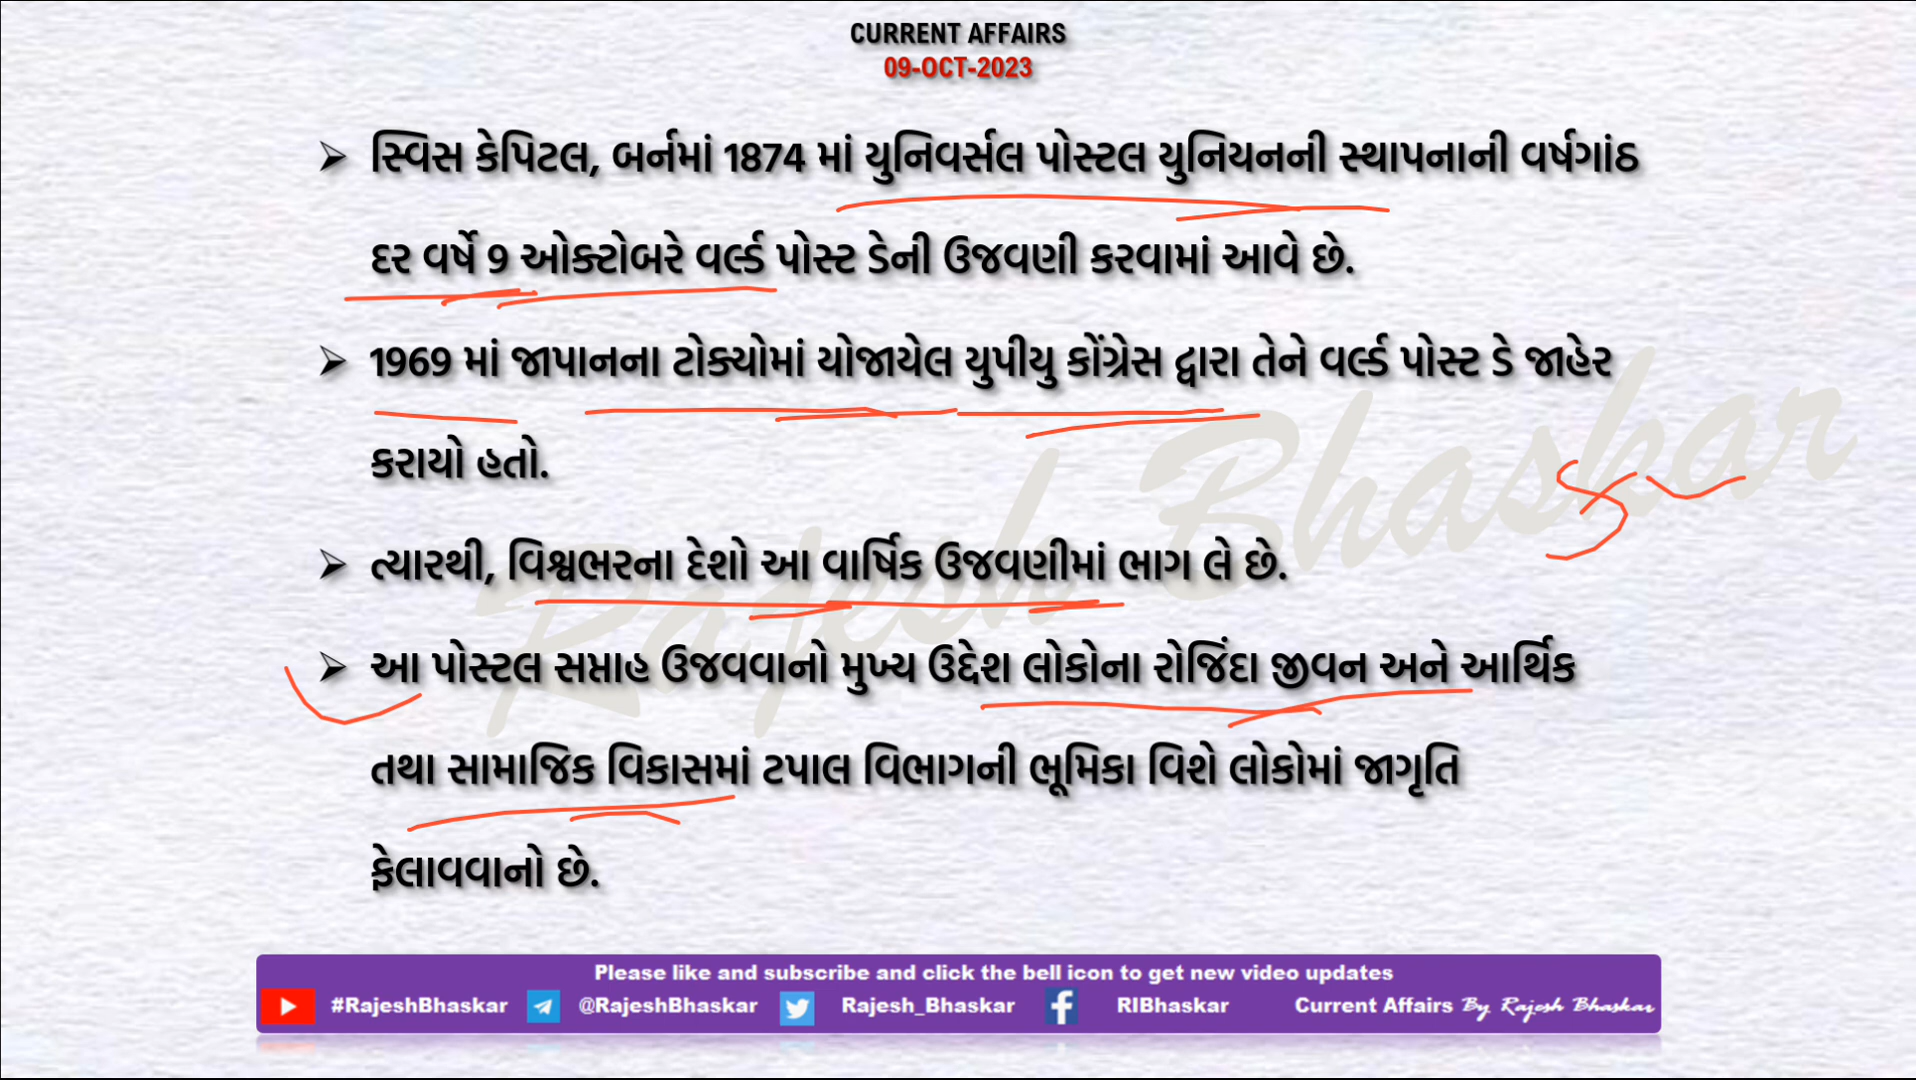 CURRENT AFFAIRS
09-OCT-2023
➢ સ્વિસ કેપિટલ, બર્નમાં 1874 માં યુનિવર્સલ પોસ્ટલ યુનિયનની સ્થાપનાની વર્ષગાંઠ
દર વર્ષે 9 ઓક્ટોબરે વર્લ્ડ પોસ્ટ ડેની ઉજવણી કરવામાં આવે છે.
➢ 1969 માં જાપાનના ટોક્યોમાં યોજાયેલ યુપીયુ કોંગ્રેસ દ્વારા તેને વર્લ્ડ પોસ્ટ ડે જાહેર
કરાયો હતો.
➢ ત્યારથી, વિશ્વભરના દેશો આ વાર્ષિક ઉજવણીમાં ભાગ લે છે.
➢ આ પોસ્ટલ સપ્તાહ ઉજવવાનો મુખ્ય ઉદ્દેશ લોકોના રોજિંદા જીવન અને આર્થિક
તથા સામાજિક વિકાસમાં ટપાલ વિભાગની ભૂમિકા વિશે લોકોમાં જાગૃતિ
ફેલાવવાનો છે.
Rajesh Bhaskar
Please like and subscribe and click the bell icon to get new video updates
#RajeshBhaskar @RajeshBhaskar Rajesh_Bhaskar RIBhaskar Current Affairs By Rajesh Bhaskar